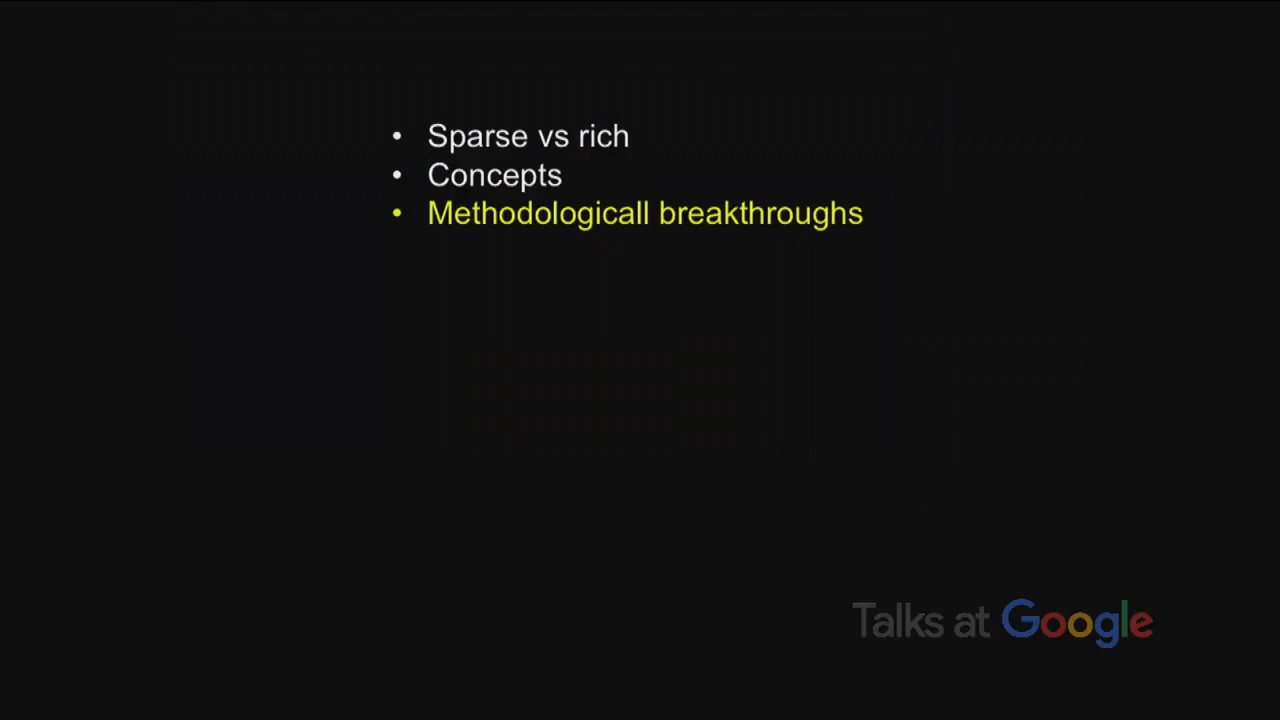 • Sparse vs rich
• Concepts
• Methodologicall breakthroughs
Talks at Google